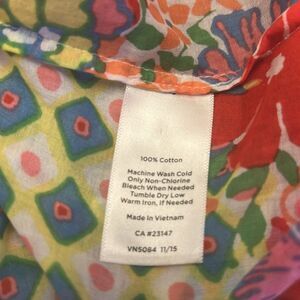 100% Cotton
Machine Wash Cold
Only Non-Chlorine
Bleach When Needed
Tumble Dry Low
Warm Iron, if Needed
Made in Vietnam
CA #23147
VN5084 11/15